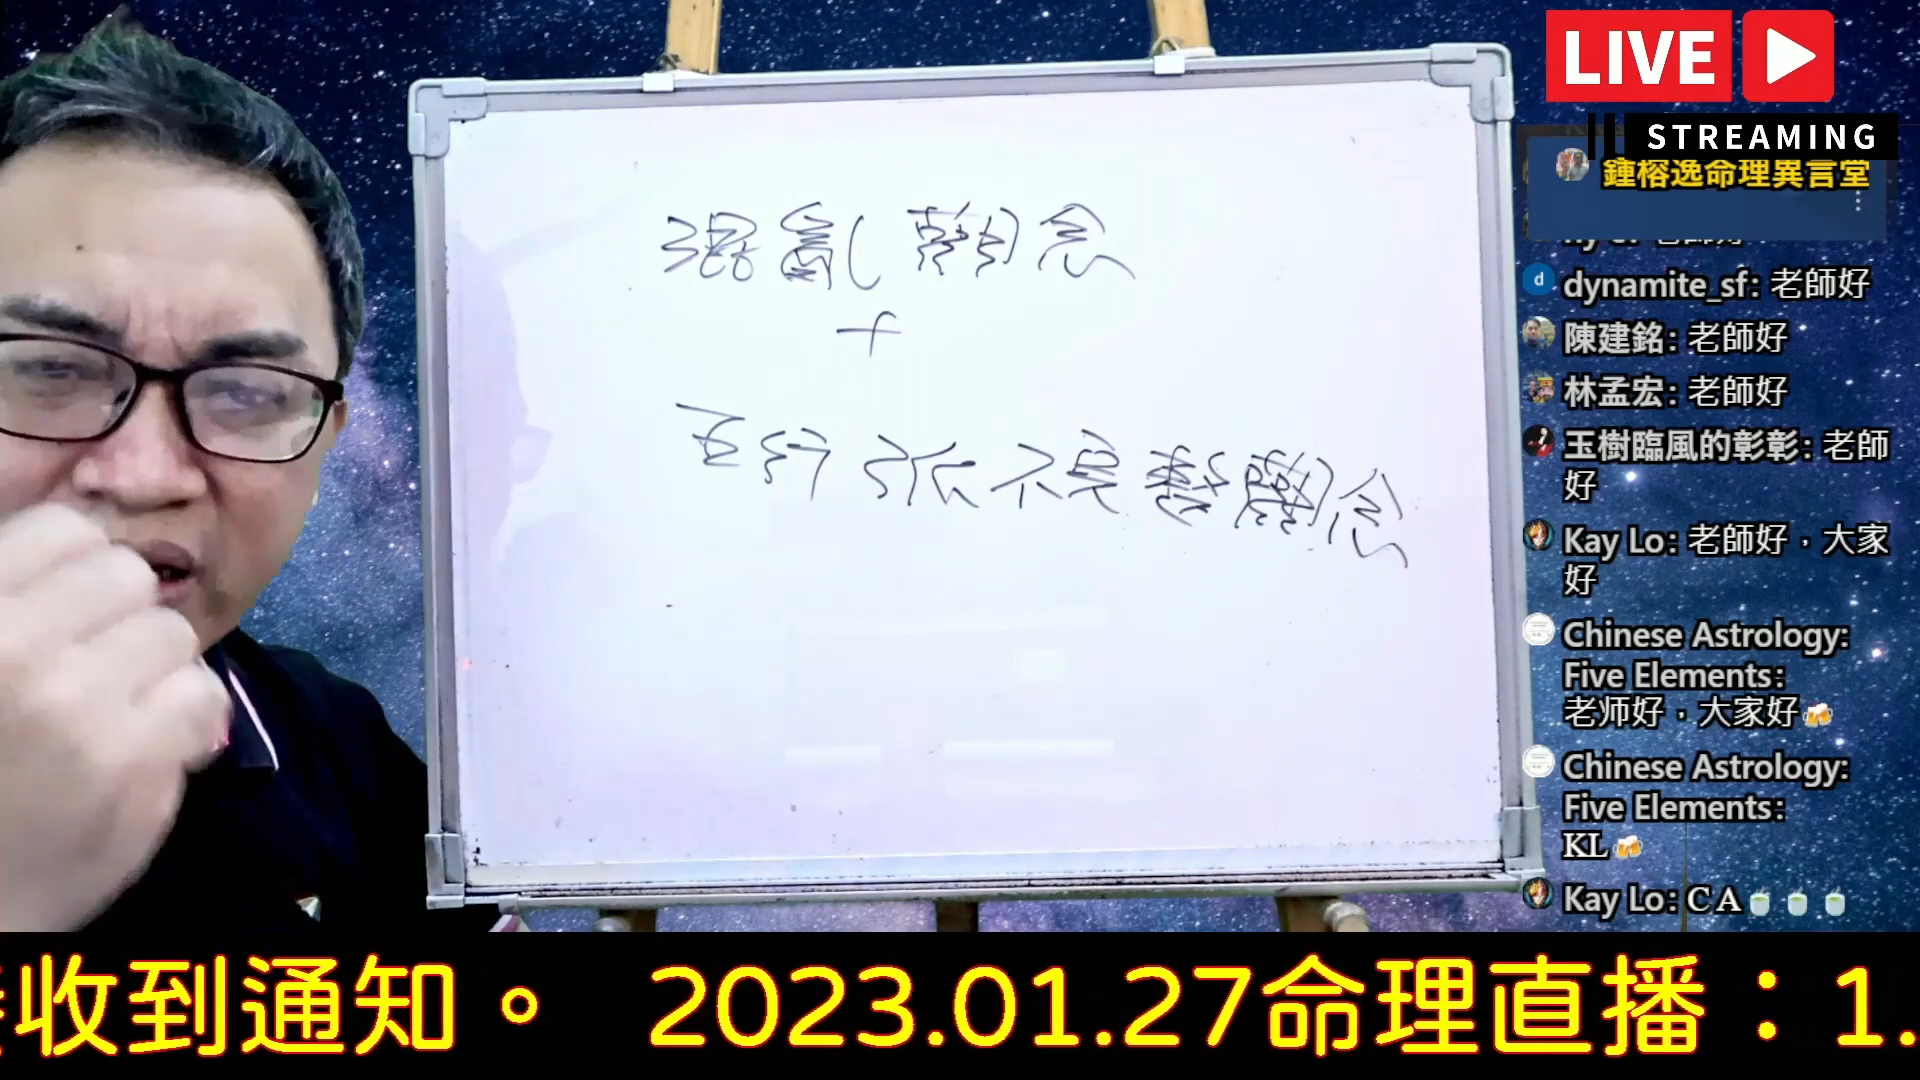 LIVE
STREAMING
鍾榕逸命理異言堂
dynamite_sf: 老師好
陳建銘: 老師好
林孟宏: 老師好
玉樹臨風的彰彰: 老師
好
Kay Lo: 老師好，大家
好
Chinese Astrology:
Five Elements:
老师好，大家好🍻
Chinese Astrology:
Five Elements:
KL🍻
Kay Lo: CA🍵🍵🍵
混亂觀念
+
五行派不完整觀念
收到通知。 2023.01.27命理直播：1.